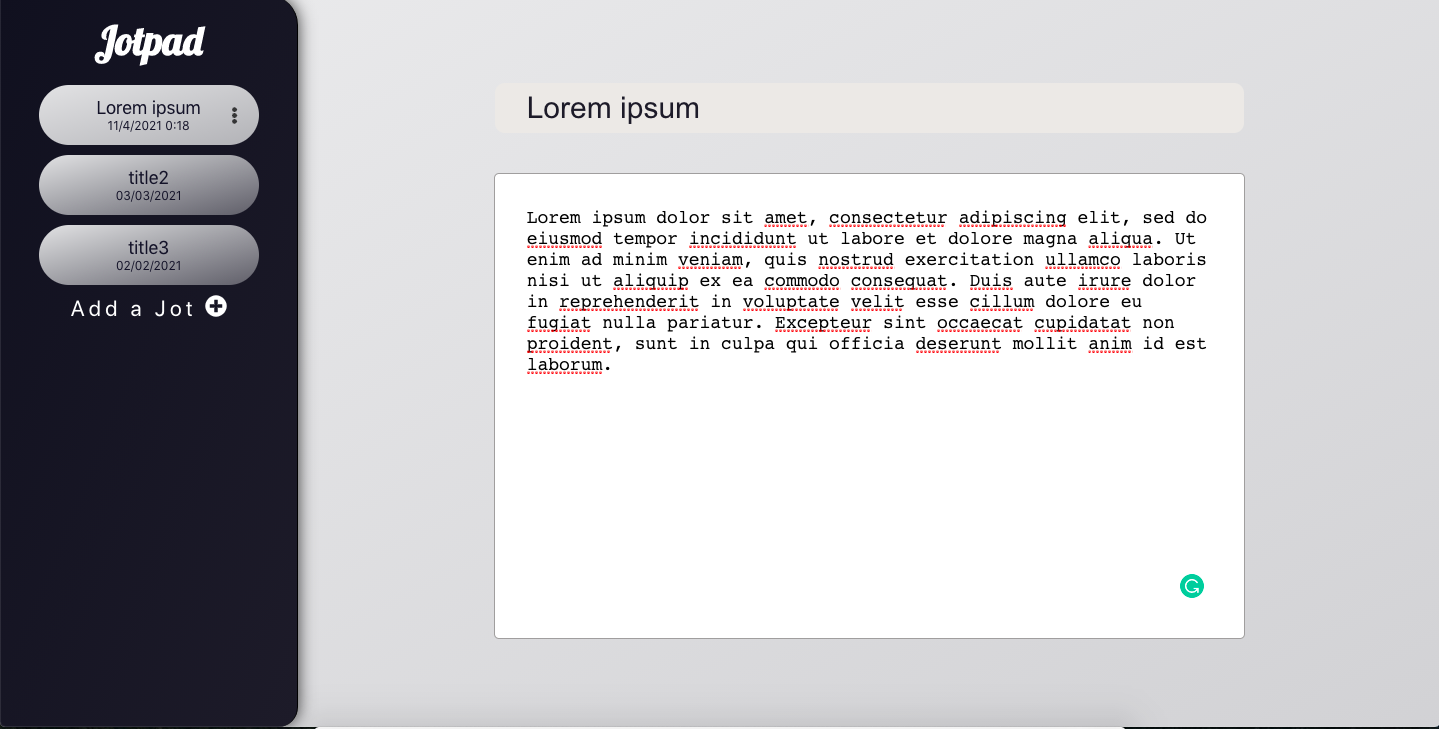 Jotpad
Lorem ipsum
11/4/2021 0:18
title2
03/03/2021
title3
02/02/2021
Add a Jot
Lorem ipsum
Lorem ipsum dolor sit amet, consectetur adipiscing elit, sed do
eiusmod tempor incididunt ut labore et dolore magna aliqua. Ut
enim ad minim veniam, quis nostrud exercitation ullamco laboris
nisi ut aliquip ex ea commodo consequat. Duis aute irure dolor
in reprehenderit in voluptate velit esse cillum dolore eu
fugiat nulla pariatur. Excepteur sint occaecat cupidatat non
proident, sunt in culpa qui officia deserunt mollit anim id est
laborum.